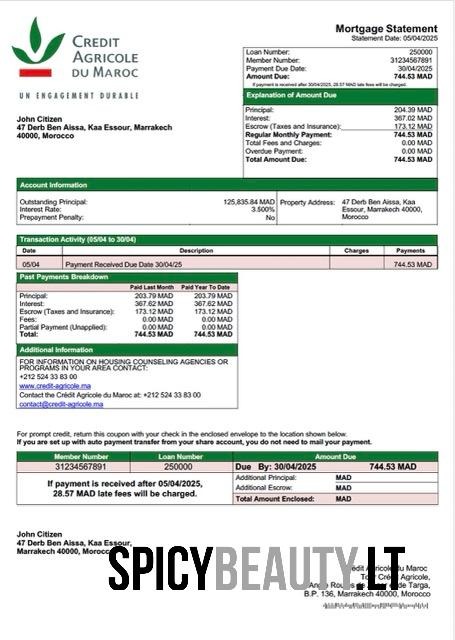 CREDIT
AGRICOLE
DU MAROC
UN ENGAGEMENT DURABLE
Mortgage Statement
Statement Date: 05/04/2025
Loan Number: 250000
Member Number: 31234567891
Payment Due Date: 30/04/2025
Amount Due: 744.53 MAD
If payment is received after 30/04/2025, 28.57 MAD late fees will be charged.
Explanation of Amount Due
Principal: 204.39 MAD
Interest: 367.02 MAD
Escrow (Taxes and Insurance): 173.12 MAD
Regular Monthly Payment: 744.53 MAD
Total Fees and Charges: 0.00 MAD
Overdue Payment: 0.00 MAD
Total Amount Due: 744.53 MAD
John Citizen
47 Derb Ben Aissa, Kaa Essour, Marrakech
40000, Morocco
Account Information
Outstanding Principal: 125,835.84 MAD
Interest Rate: 3.500%
Prepayment Penalty: No
Property Address: 47 Derb Ben Aissa, Kaa
Essour, Marrakech 40000,
Morocco
Transaction Activity (05/04 to 30/04)
Date Description Charges Payments
05/04 Payment Received Due Date 30/04/25 744.53 MAD
Past Payments Breakdown
Paid Last Month Paid Year To Date
Principal: 203.79 MAD 203.79 MAD
Interest: 367.62 MAD 367.62 MAD
Escrow (Taxes and Insurance): 173.12 MAD 173.12 MAD
Fees: 0.00 MAD 0.00 MAD
Partial Payment (Unapplied): 0.00 MAD 0.00 MAD
Total: 744.53 MAD 744.53 MAD
Additional Information
FOR INFORMATION ON HOUSING COUNSELING AGENCIES OR
PROGRAMS IN YOUR AREA CONTACT:
+212 524 33 83 00
www.credit-agricole.ma
Contact the Crédit Agricole du Maroc at: +212 524 33 83 00
contact@credit-agricole.ma
For prompt credit, return this coupon with your check in the enclosed envelope to the location shown below.
If you are set up with auto payment transfer from your share account, you do not need to mail your payment.
Member Number Loan Number Amount Due
31234567891 250000 Due By: 30/04/2025 744.53 MAD
If payment is received after 05/04/2025,
28.57 MAD late fees will be charged.
Additional Principal: MAD
Additional Escrow: MAD
Total Amount Enclosed: MAD
John Citizen
47 Derb Ben Aissa, Kaa Essour,
Marrakech 40000, Morocco
SPICYBEAUTY.LT
Crédit Agricole du Maroc
Crédit Agricole,
de Targa,
B.P. 136, Marrakech 40000, Morocco